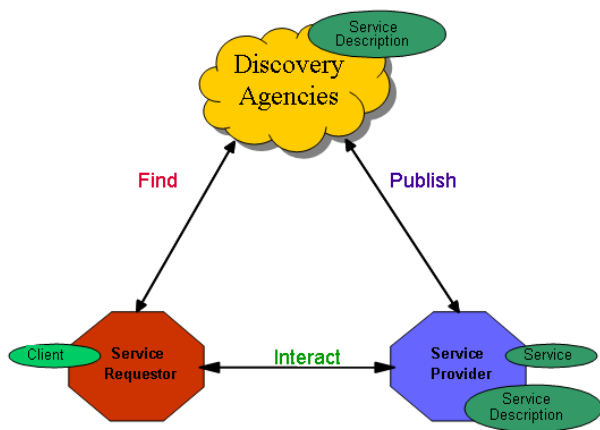 Service
Description
Discovery
Agencies
Find
Publish
Client
Service
Requestor
Interact
Service
Provider
Service
Service
Description